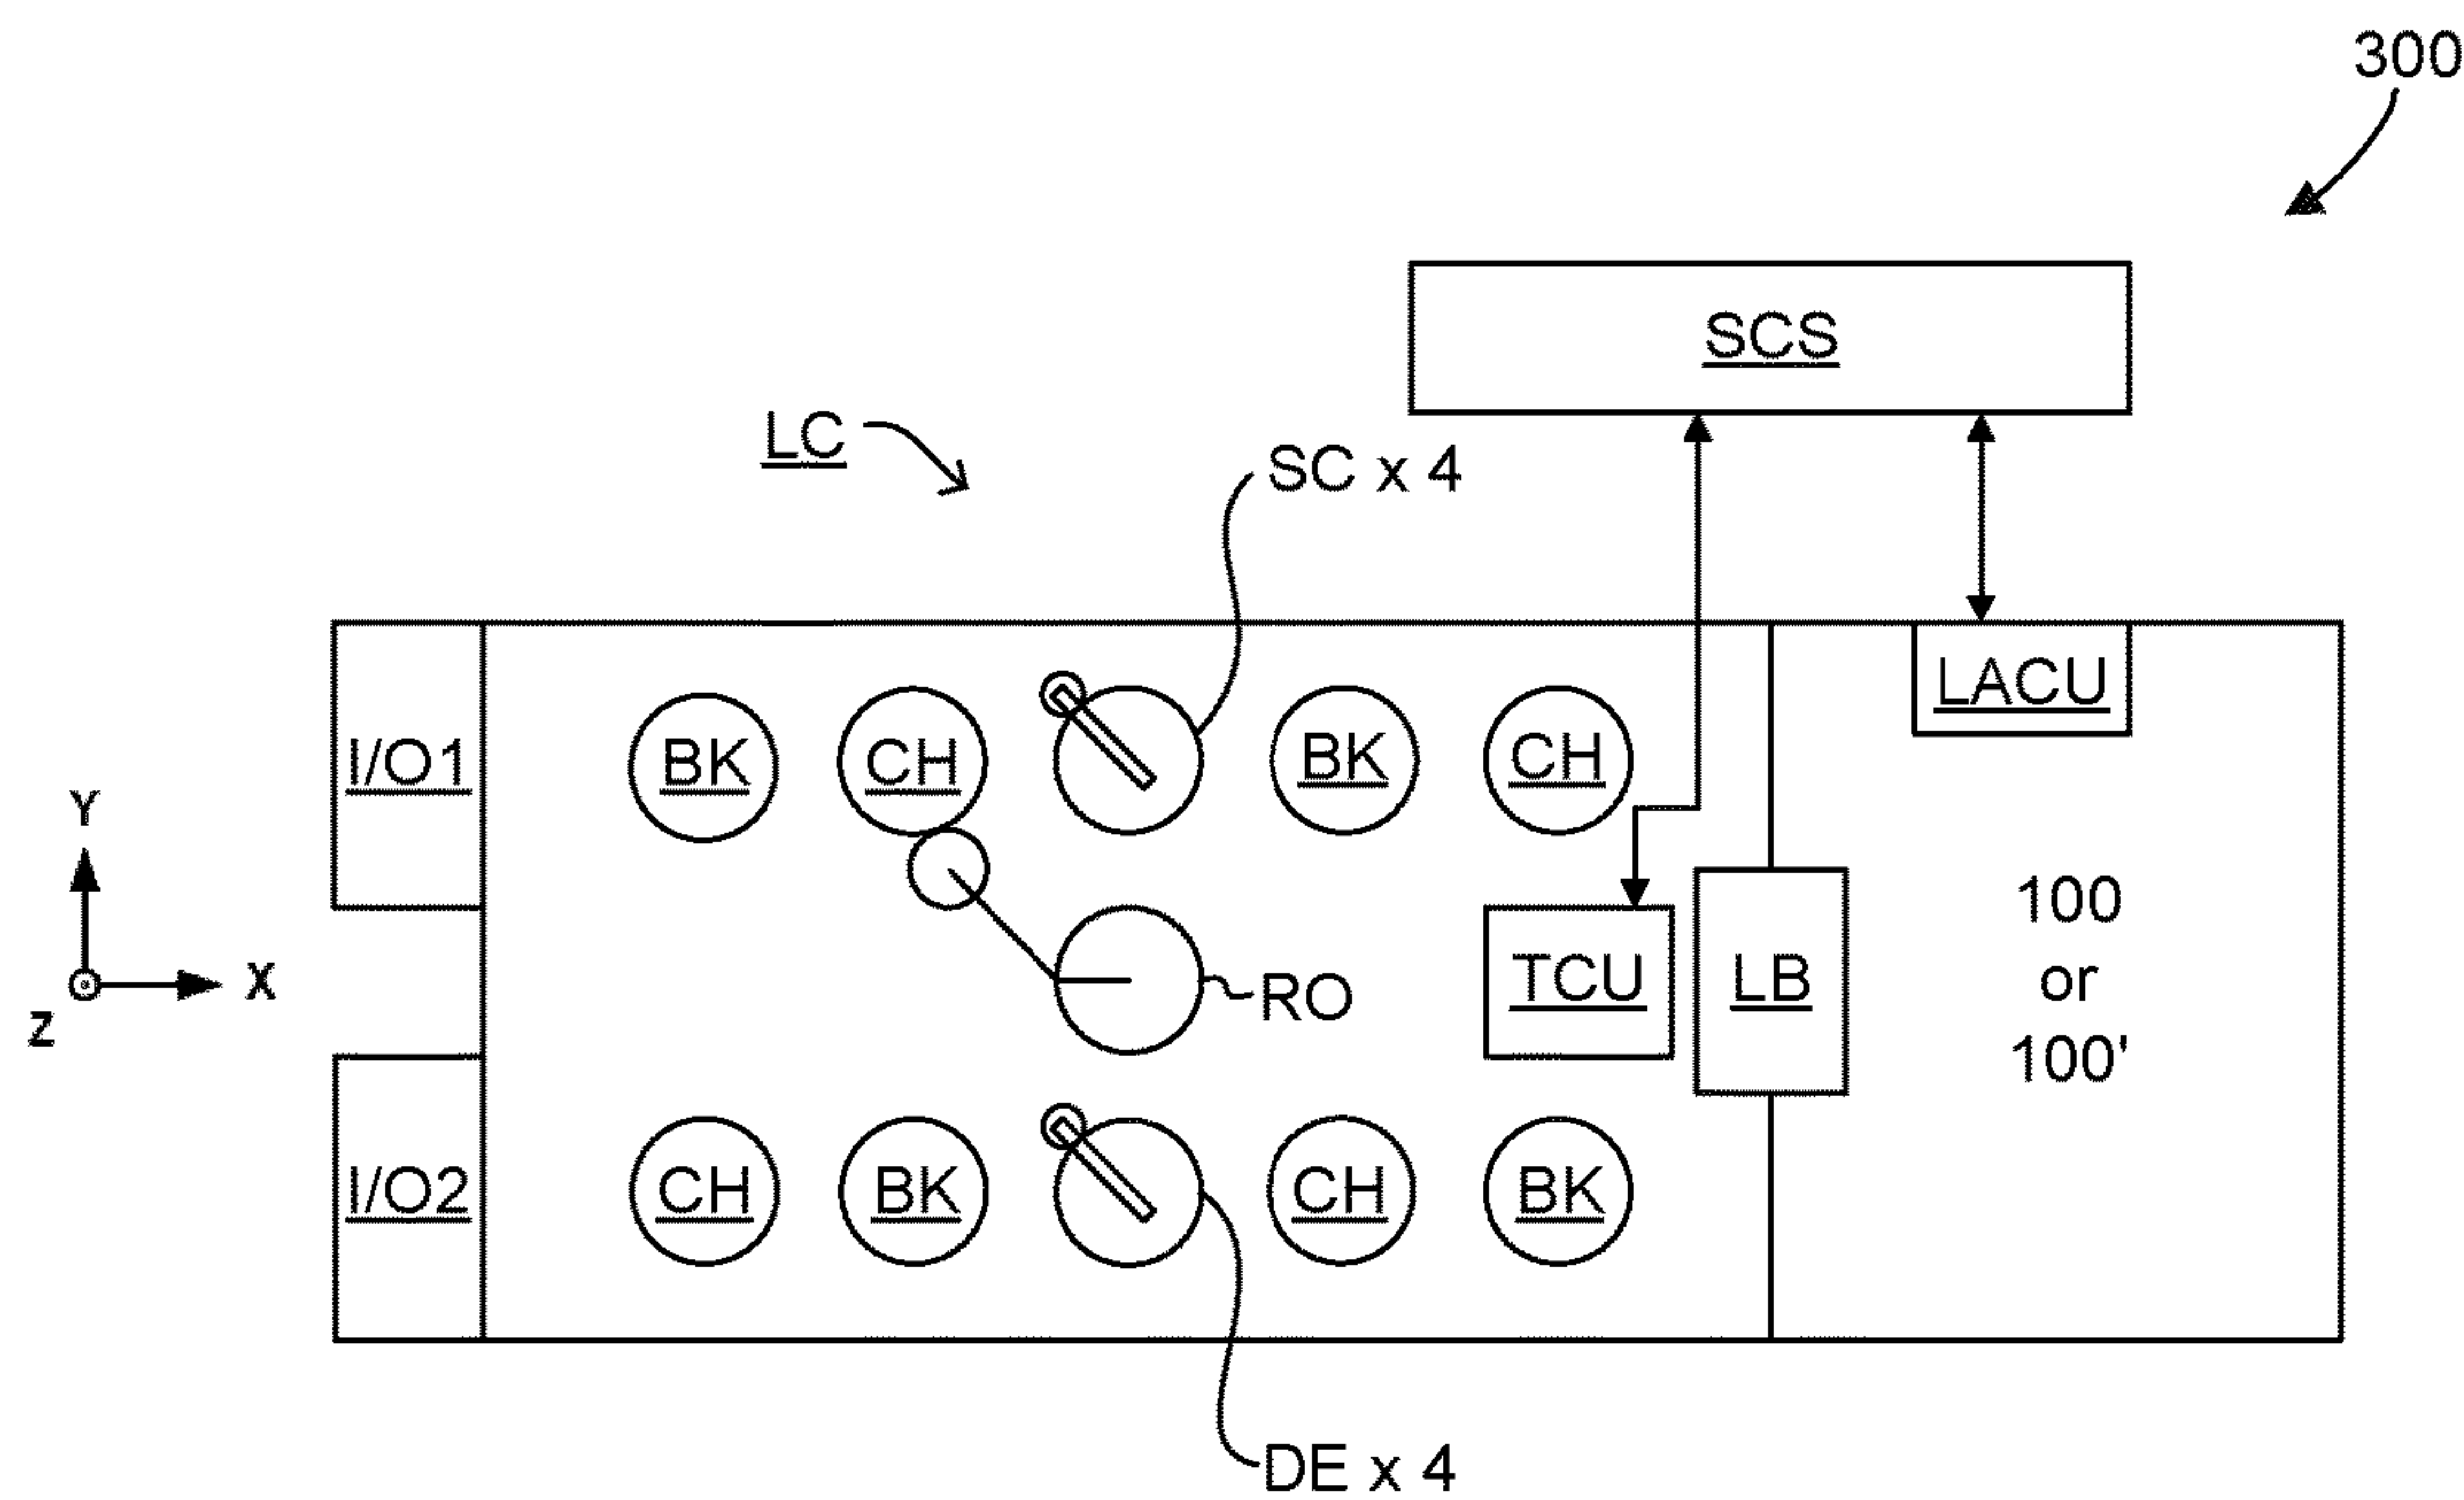 300
SCS
LC
SC x 4
LACU
I/O1
BK
CH
BK
CH
Y
100
or
100'
TCU
LB
X
RO
Z
I/O2
CH
BK
CH
BK
DE x 4